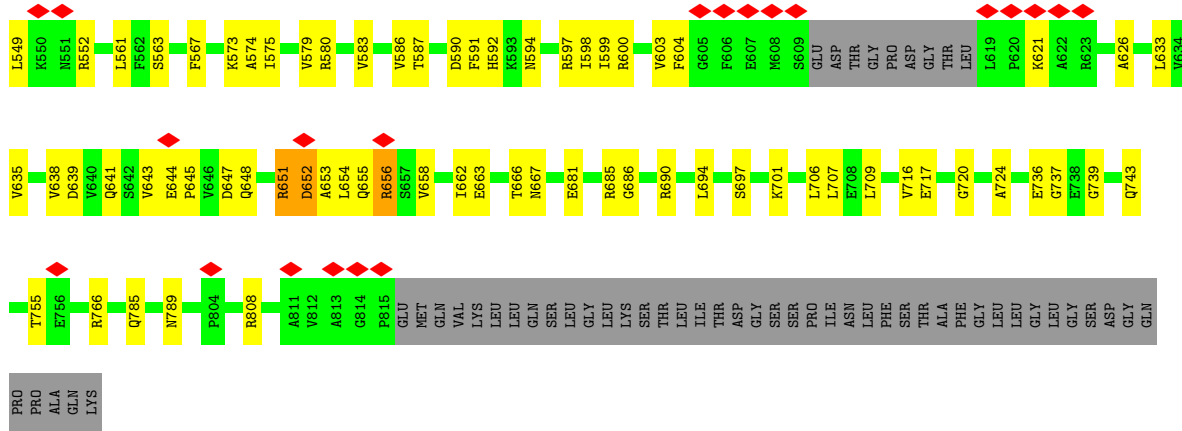 L549 K550 N551 R552 L561 F562 S563 F567 K573 A574 I575 V579 R580 V583 V586 T587 D590 F591 H592 K593 N594 R597 I598 I599 R600 V603 F604 G605 F606 E607 M608 S609 GLU ASP THR GLY PRO ASP GLY THR LEU L619 P620 K621 A622 R623 A626 L633 V634
V635 V638 D639 V640 Q641 S642 V643 E644 P645 V646 D647 Q648 R651 D652 A653 L654 Q655 R656 S657 V658 I662 E663 T666 N667 E681 R685 G686 R690 L694 S697 K701 L706 L707 E708 L709 V716 E717 G720 A724 E736 G737 E738 G739 Q743
T755 E756 R766 Q785 N789 P804 R808 A811 V812 A813 G814 P815 GLU MET GLN VAL LYS LEU LEU GLN SER LEU GLY LEU LYS SER THR LEU ILE THR ASP GLY SER SER PRO ILE ASN LEU PHE SER THR ALA PHE GLY LEU LEU GLY LEU GLY SER ASP GLY GLN
PRO PRO ALA GLN LYS